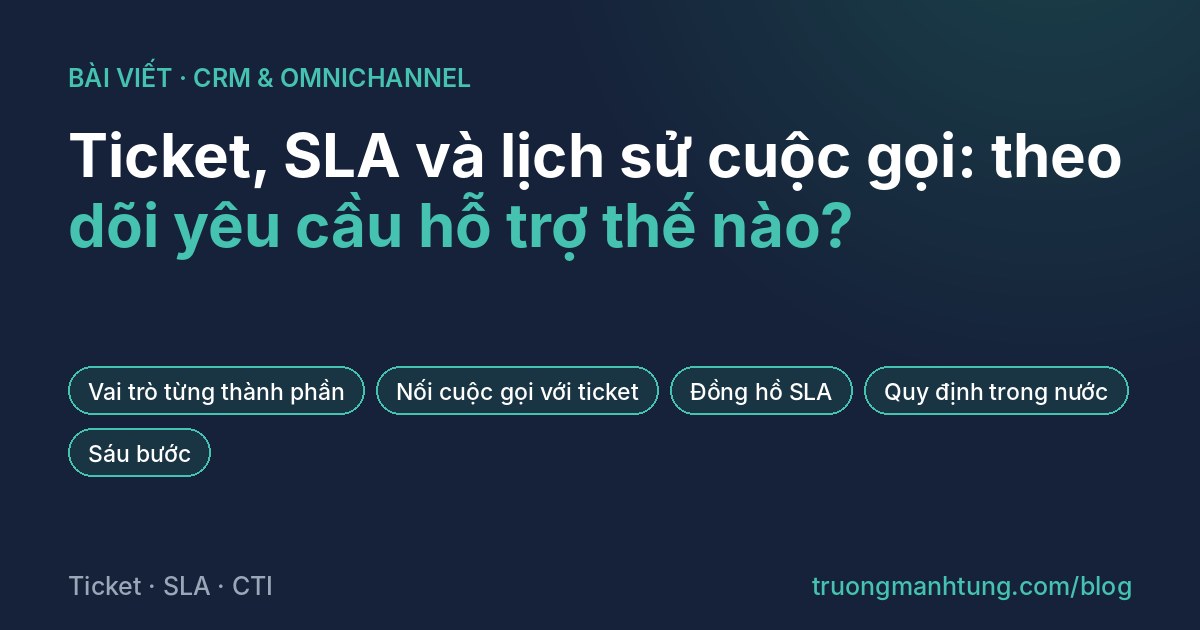 BÀI VIẾT · CRM & OMNICHANNEL
Ticket, SLA và lịch sử cuộc gọi: theo
dõi yêu cầu hỗ trợ thế nào?
Vai trò từng thành phần
Nối cuộc gọi với ticket
Đồng hồ SLA
Quy định trong nước
Sáu bước
Ticket · SLA · CTI
truongmanhtung.com/blog